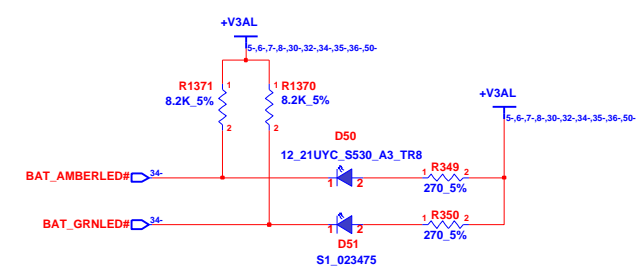 +V3AL
5-,6-,7-,8-,30-,32-,34-,35-,36-,50-
R1371
8.2K_5%
1
2
R1370
8.2K_5%
1
2
+V3AL
5-,6-,7-,8-,30-,32-,34-,35-,36-,50-
D50
12_21UYC_S530_A3_TR8
BAT_AMBERLED#
34-
1 2
1 R349 2
270_5%
BAT_GRNLED#
34-
1 2
1 R350 2
270_5%
D51
S1_023475